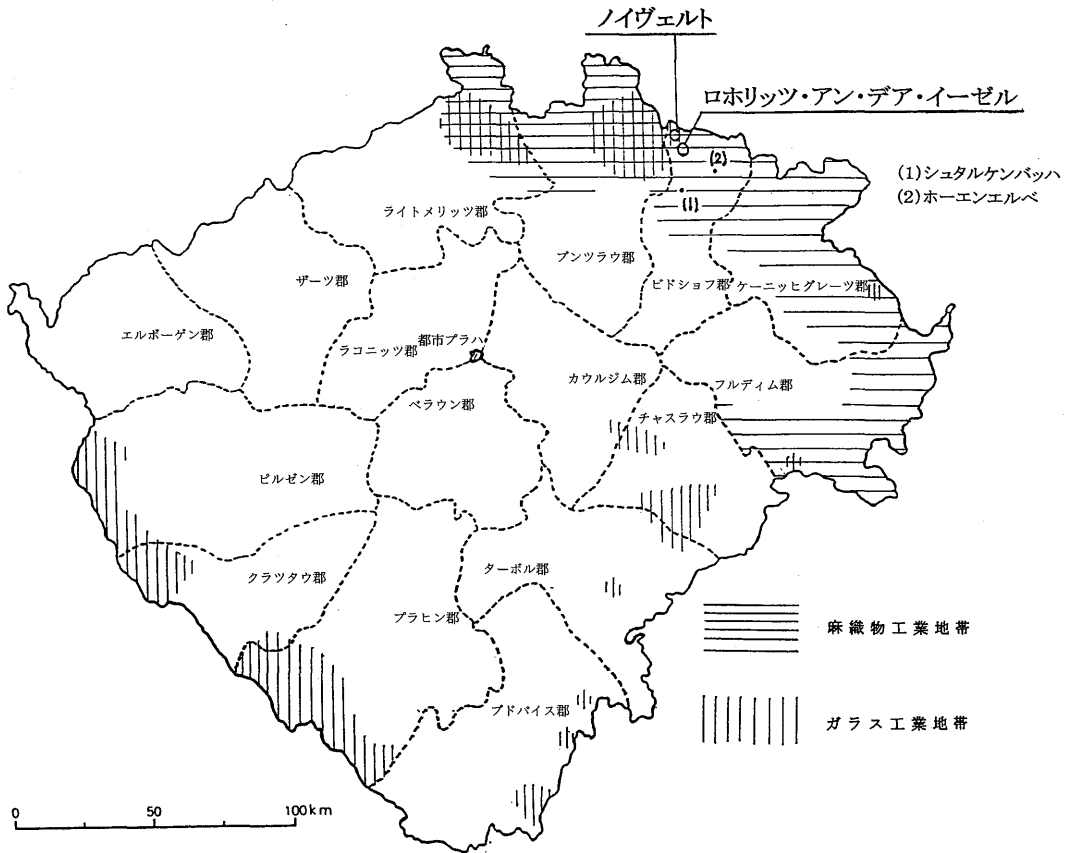 ノイヴェルト
ロホリッツ・アン・デア・イーゼル
(2)
(1)シュタルケンバッハ
(2)ホーエンエルベ
(1)
ライトメリッツ郡
ブンツラウ郡
ザーツ郡
ビドショフ郡
ケーニッヒグレーツ郡
エルボーゲン郡
ラコニッツ郡
都市プラハ
カウルジム郡
フルディム郡
ベラウン郡
チャスラウ郡
ピルゼン郡
クラツタウ郡
ターボル郡
プラヒン郡
麻織物工業地帯
ブドバイス郡
ガラス工業地帯
0 50 100km